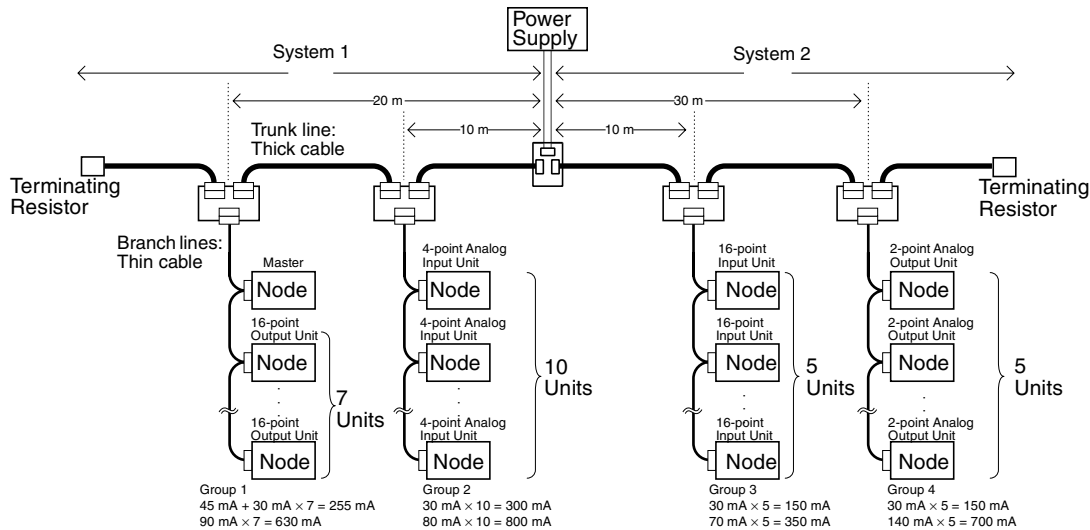 Power
Supply
System 1
System 2
20 m
30 m
10 m
10 m
Trunk line:
Thick cable
Terminating
Resistor
Terminating
Resistor
Branch lines:
Thin cable
Master
Node
16-point
Output Unit
Node
16-point
Output Unit
Node
7
Units
4-point Analog
Input Unit
Node
4-point Analog
Input Unit
Node
4-point Analog
Input Unit
Node
10
Units
16-point
Input Unit
Node
16-point
Input Unit
Node
16-point
Input Unit
Node
5
Units
2-point Analog
Output Unit
Node
2-point Analog
Output Unit
Node
2-point Analog
Output Unit
Node
5
Units
Group 1
45 mA + 30 mA × 7 = 255 mA
90 mA × 7 = 630 mA
Group 2
30 mA × 10 = 300 mA
80 mA × 10 = 800 mA
Group 3
30 mA × 5 = 150 mA
70 mA × 5 = 350 mA
Group 4
30 mA × 5 = 150 mA
140 mA × 5 = 700 mA